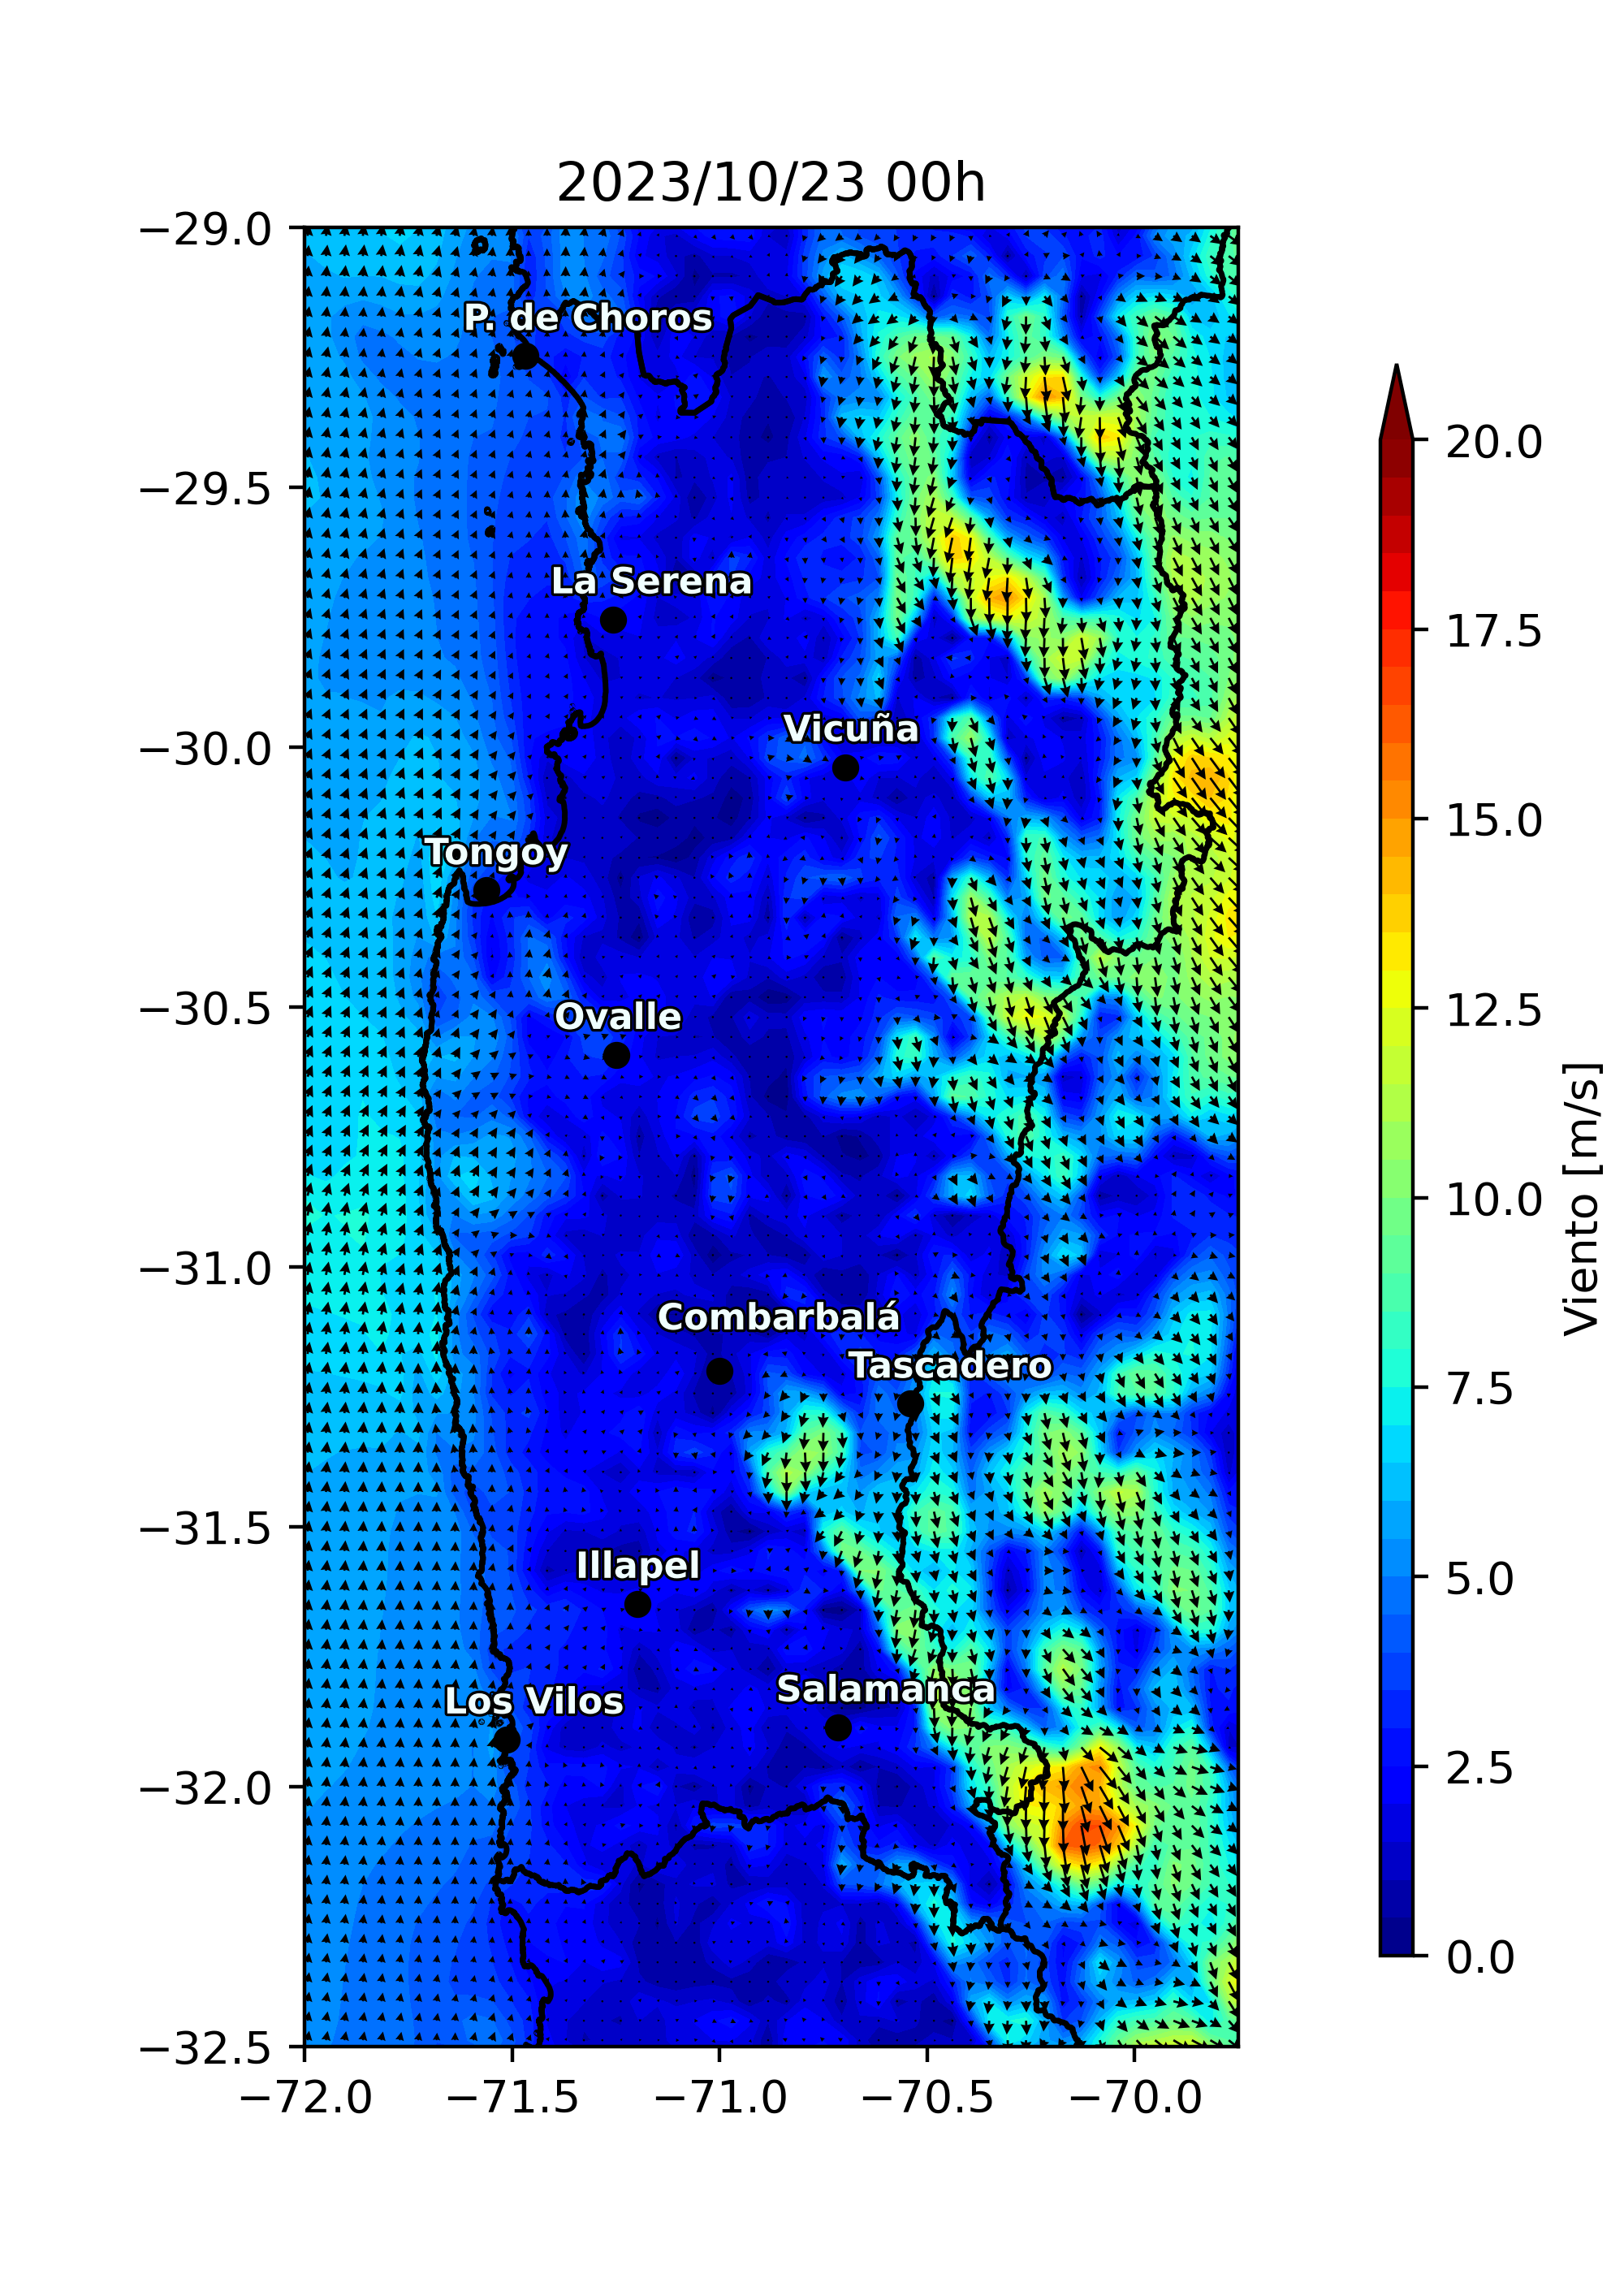 2023/10/23 00h
−29.0
−29.5
−30.0
−30.5
−31.0
−31.5
−32.0
−32.5
−72.0
−71.5
−71.0
−70.5
−70.0
P. de Choros
La Serena
Vicuña
Tongoy
Ovalle
Combarbalá
Tascadero
Illapel
Salamanca
Los Vilos
20.0
17.5
15.0
12.5
10.0
7.5
5.0
2.5
0.0
Viento [m/s]